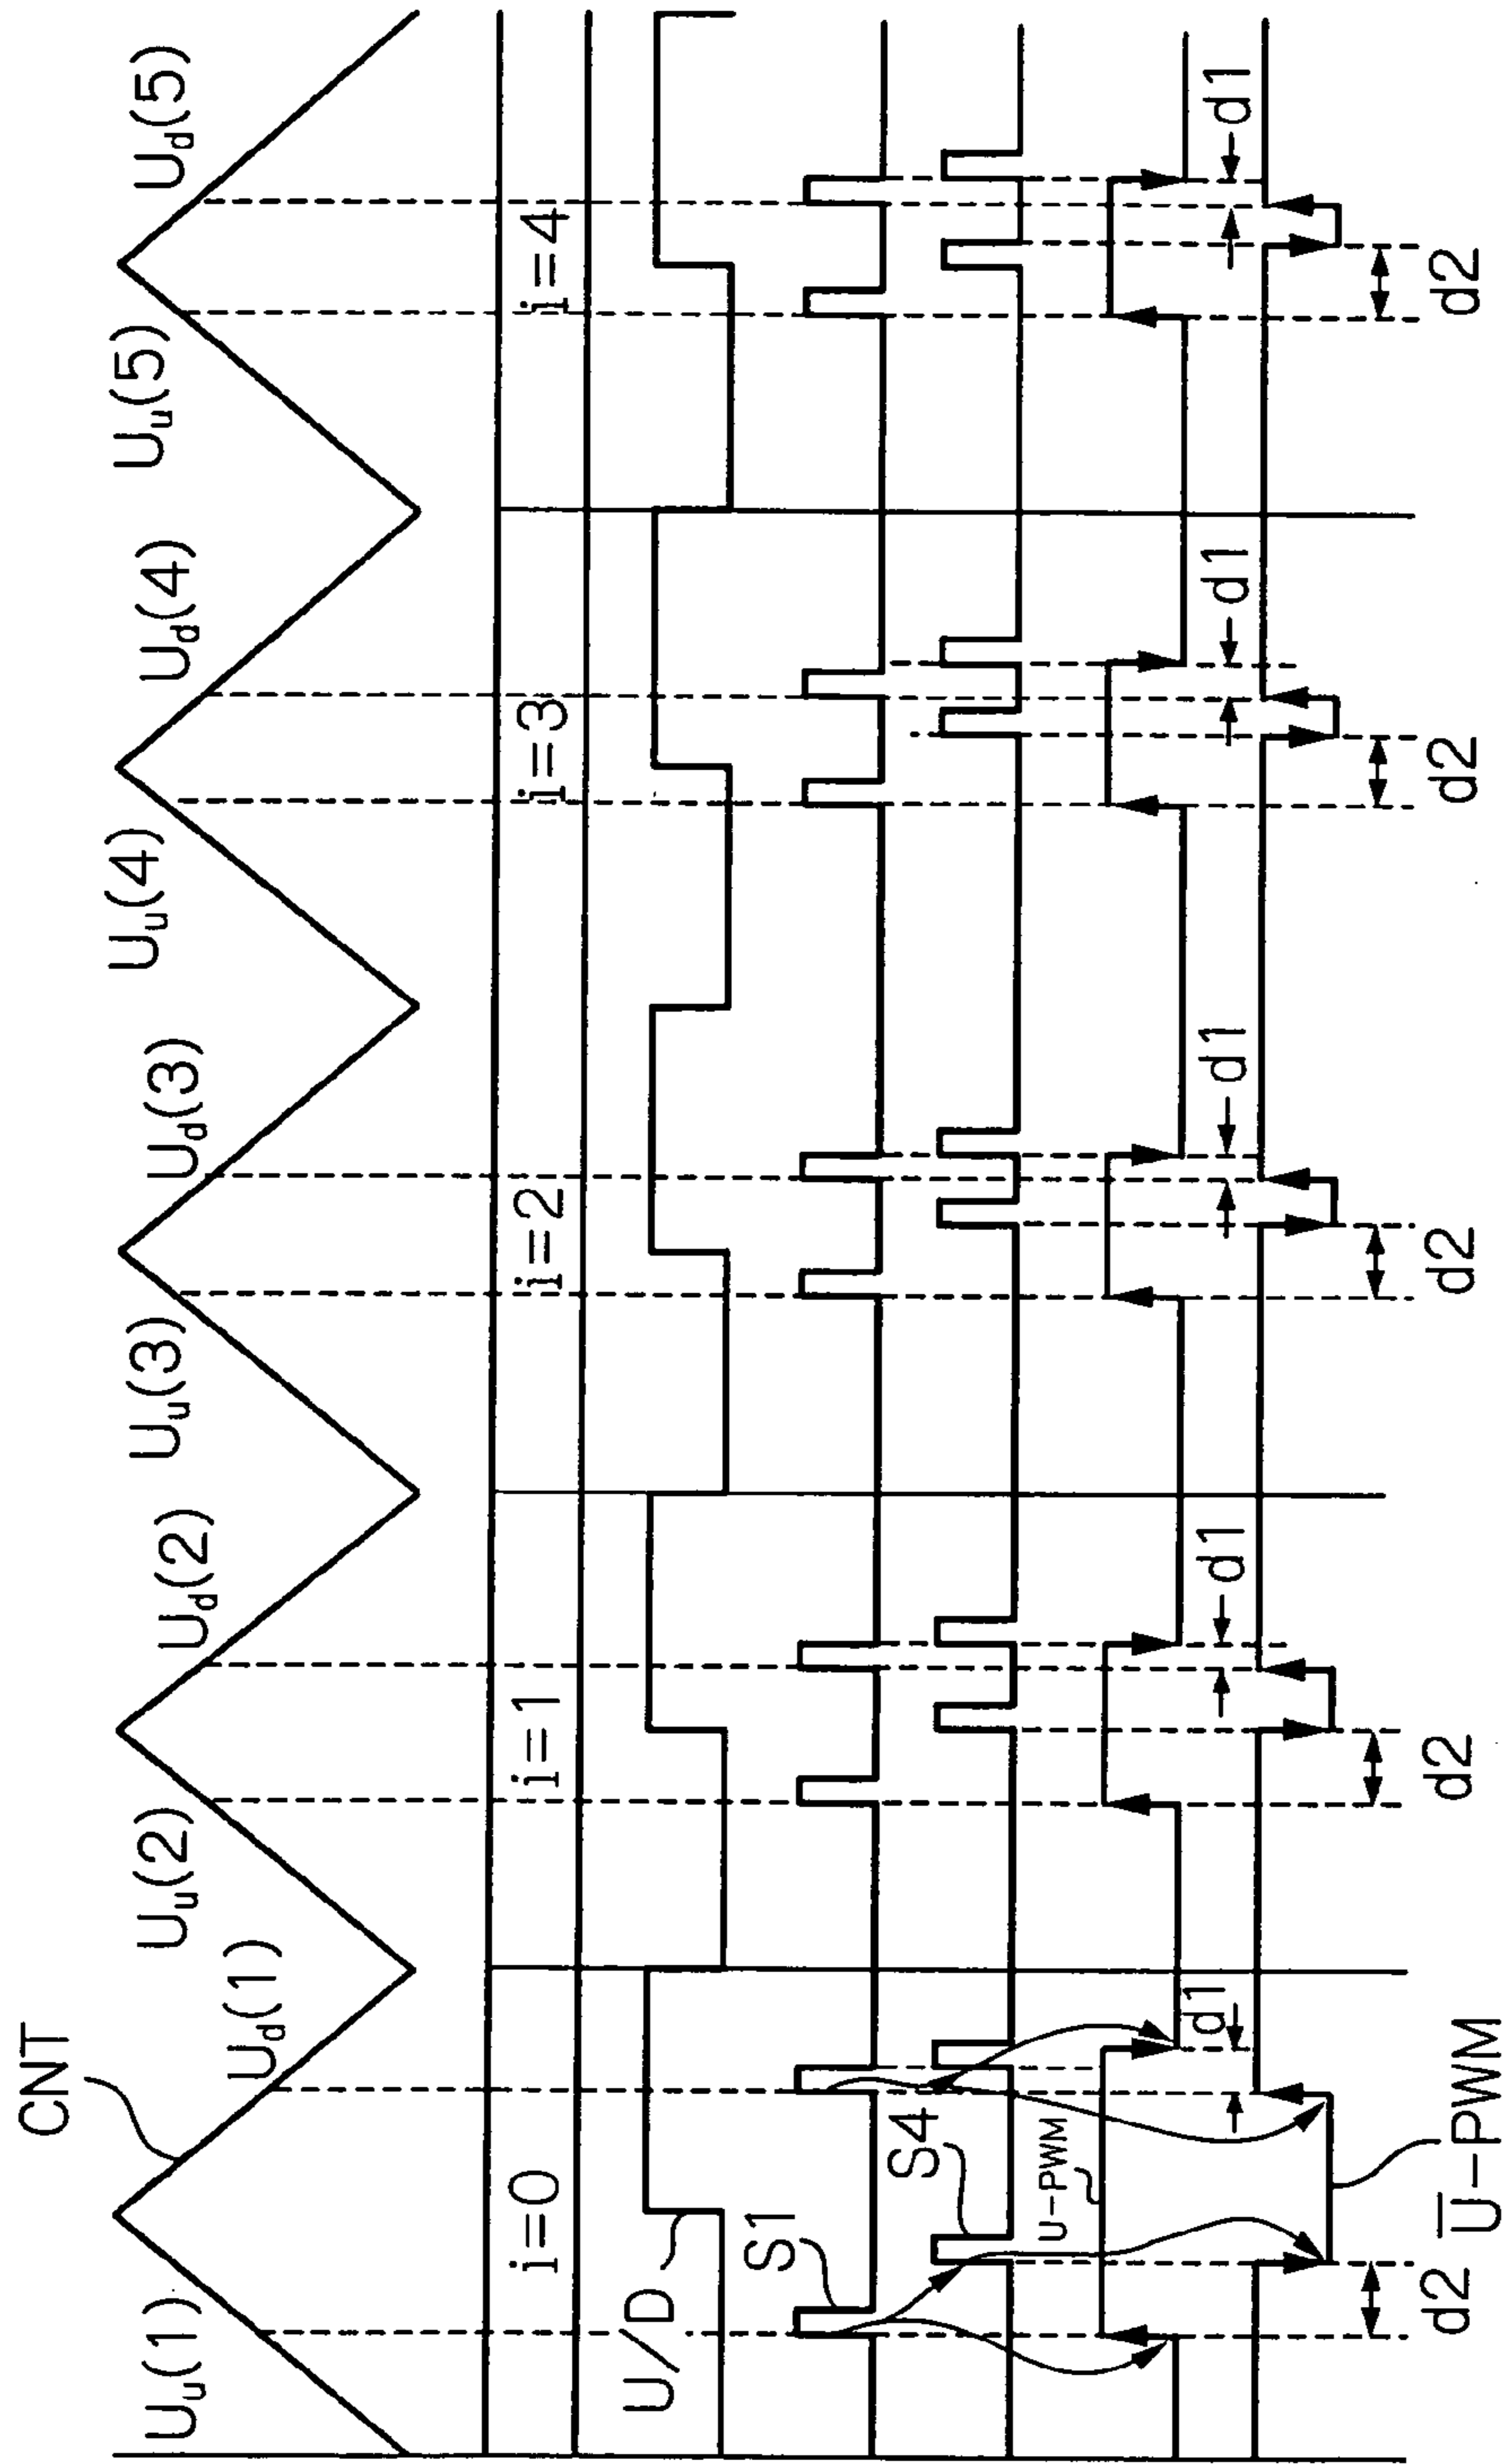 CNT
Uu(1) Ud(1) Uu(2) Ud(2) Uu(3) Ud(3) Uu(4) Ud(4) Uu(5) Ud(5)
i=0 i=1 i=2 i=3 i=4
U/D
S1
S4
U-PWM
d1 d1 d1 d1 d1
d2 d2 d2 d2 d2
U̅-PWM